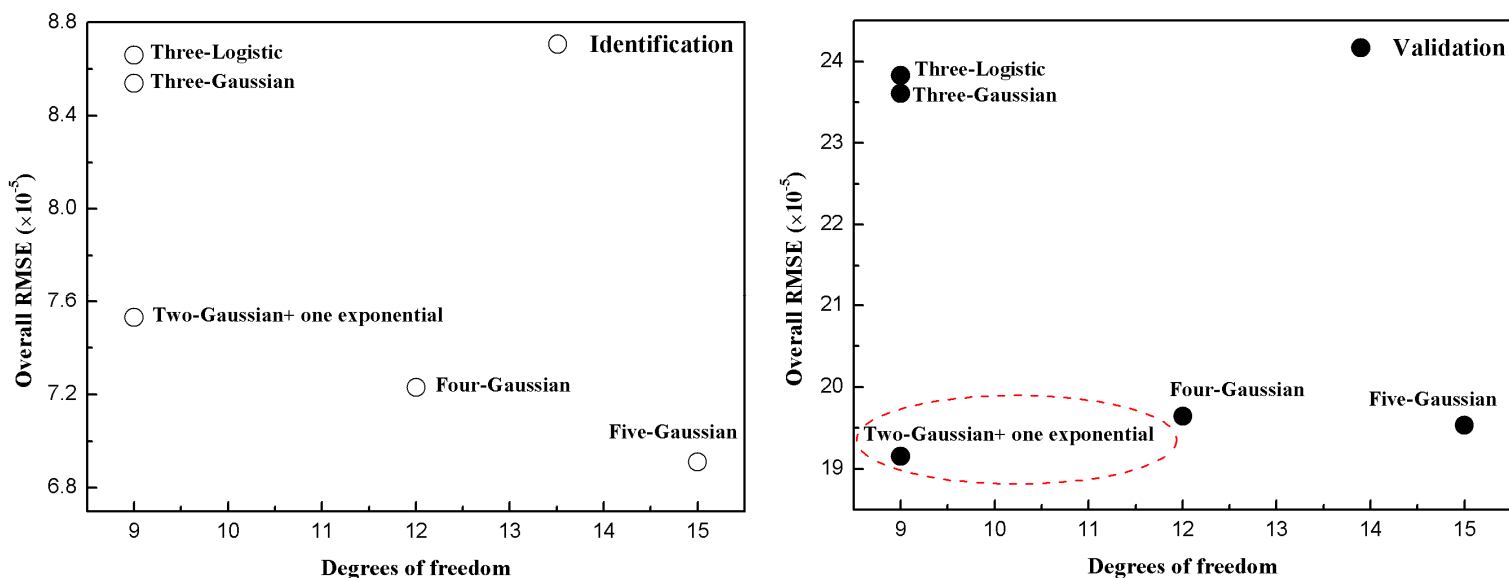 8.8
8.4
8.0
7.6
7.2
6.8
Overall RMSE (×10⁻⁵)
Three-Logistic
Three-Gaussian
Identification
Two-Gaussian+ one exponential
Four-Gaussian
Five-Gaussian
9 10 11 12 13 14 15
Degrees of freedom
24
23
22
21
20
19
Overall RMSE (×10⁻⁵)
Validation
Three-Logistic
Three-Gaussian
Four-Gaussian
Five-Gaussian
Two-Gaussian+ one exponential
9 10 11 12 13 14 15
Degrees of freedom